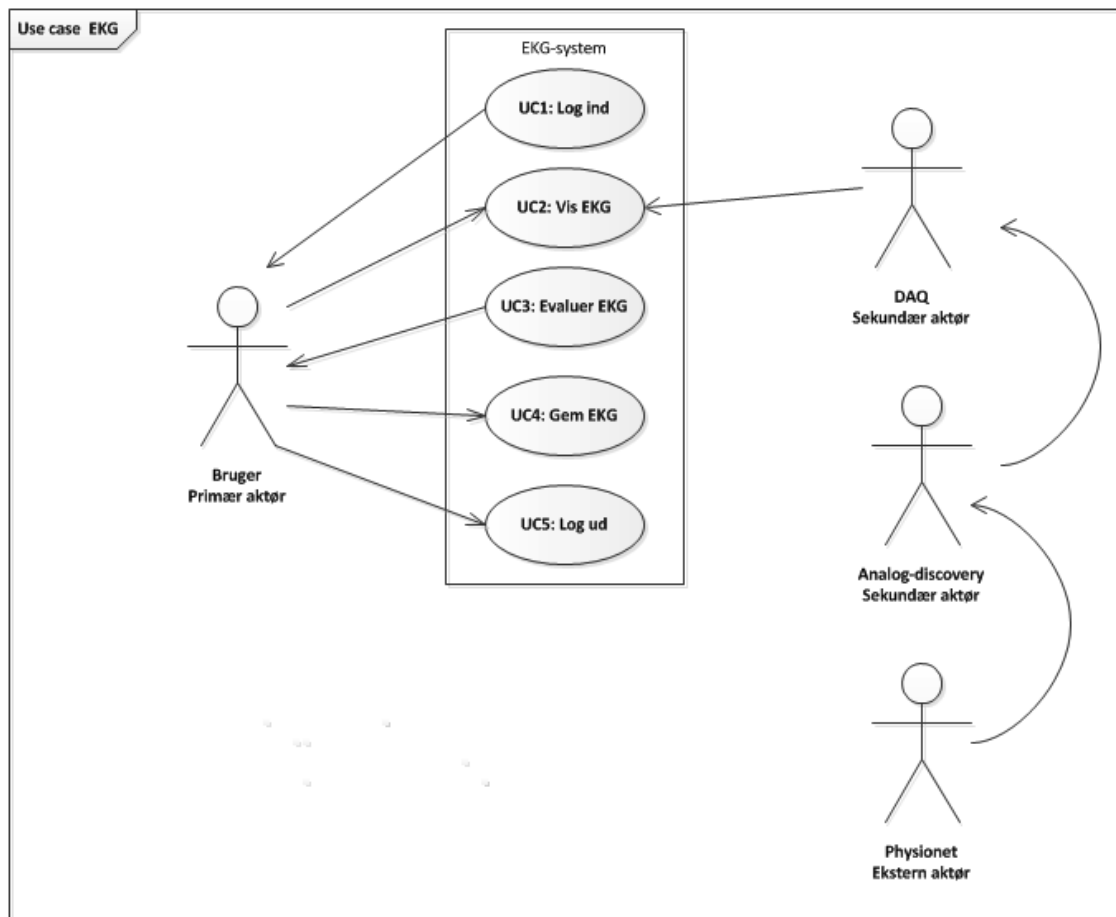 Use case EKG
EKG-system
UC1: Log ind
UC2: Vis EKG
UC3: Evaluer EKG
UC4: Gem EKG
UC5: Log ud
Bruger
Primær aktør
DAQ
Sekundær aktør
Analog-discovery
Sekundær aktør
Physionet
Ekstern aktør